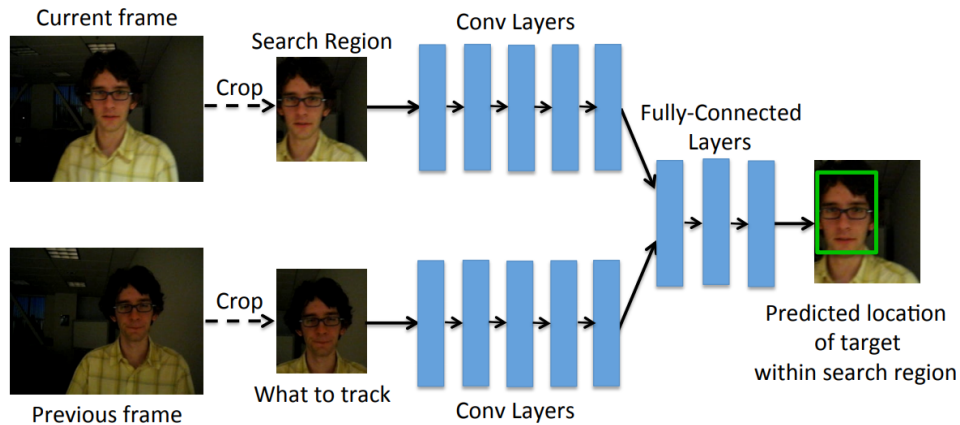 Current frame
Search Region
Conv Layers
Crop
Fully-Connected
Layers
Crop
Previous frame
What to track
Conv Layers
Predicted location
of target
within search region